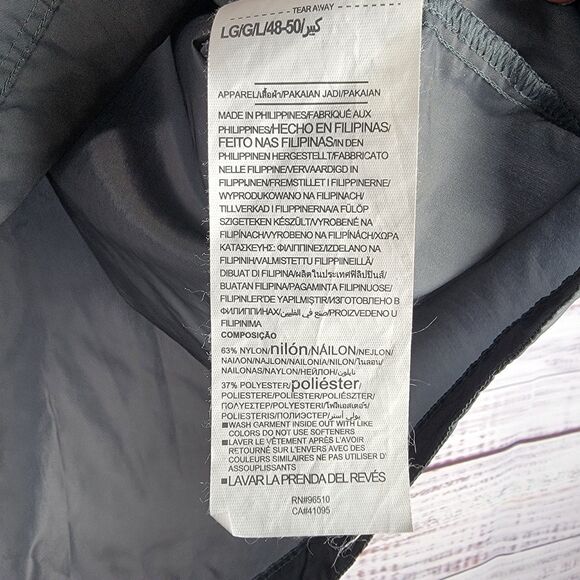 TEAR AWAY
LG/G/L/48-50/كبير
APPAREL/เสื้อผ้า/PAKAIAN JADI/PAKAIAN
MADE IN PHILIPPINES/FABRIQUÉ AUX
PHILIPPINES/HECHO EN FILIPINAS/
FEITO NAS FILIPINAS/IN DEN
PHILIPPINEN HERGESTELLT/FABBRICATO
NELLE FILIPPINE/VERVAARDIGD IN
FILIPPIJNEN/FREMSTILLET I FILIPPINERNE/
WYPRODUKOWANO NA FILIPINACH/
TILLVERKAD I FILIPPINERNA/A FÜLÖP
SZIGETEKEN KÉSZÜLT/VYROBENÉ NA
FILIPÍNACH/VYROBENO NA FILIPÍNÁCH/ΧΩΡΑ
ΚΑΤΑΣΚΕΥΗΣ: ΦΙΛΙΠΠΙΝΕΣ/IZDELANO NA
FILIPINIH/VALMISTETTU FILIPPIINEILLÄ/
DIBUAT DI FILIPINA/ผลิตในประเทศฟิลิปปินส์/
BUATAN FILIPINA/PAGAMINTA FILIPINUOSE/
FILIPINLER'DE YAPILMIŞTIR/ИЗГОТОВЛЕНО В
ФИЛИППИНАХ/صنع في الفلبين/PROIZVEDENO U
FILIPINIMA
COMPOSIÇÃO
63% NYLON/nilón/NÁILON/NEJLON/
NAILON/NAJLON/NAILONIA/NILON/ไนลอน/
NAILONAS/NAYLON/НЕЙЛОН/نايلون
37% POLYESTER/poliéster/
POLIESTERE/POLIESTER/POLIÉSZTER/
ΠΟΛΥΕΣΤΕΡ/POLYESTERI/โพลีเอสเตอร์/
POLIESTERIS/ПОЛИЭСТЕР/بولي أستر
■WASH GARMENT INSIDE OUT WITH LIKE
COLORS DO NOT USE SOFTENERS
■LAVER LE VÊTEMENT APRÈS L'AVOIR
RETOURNÉ SUR L'ENVERS AVEC DES
COULEURS SIMILAIRES NE PAS UTILISER D'
ASSOUPLISSANTS
■LAVAR LA PRENDA DEL REVÉS
RN#96510
CA#41095